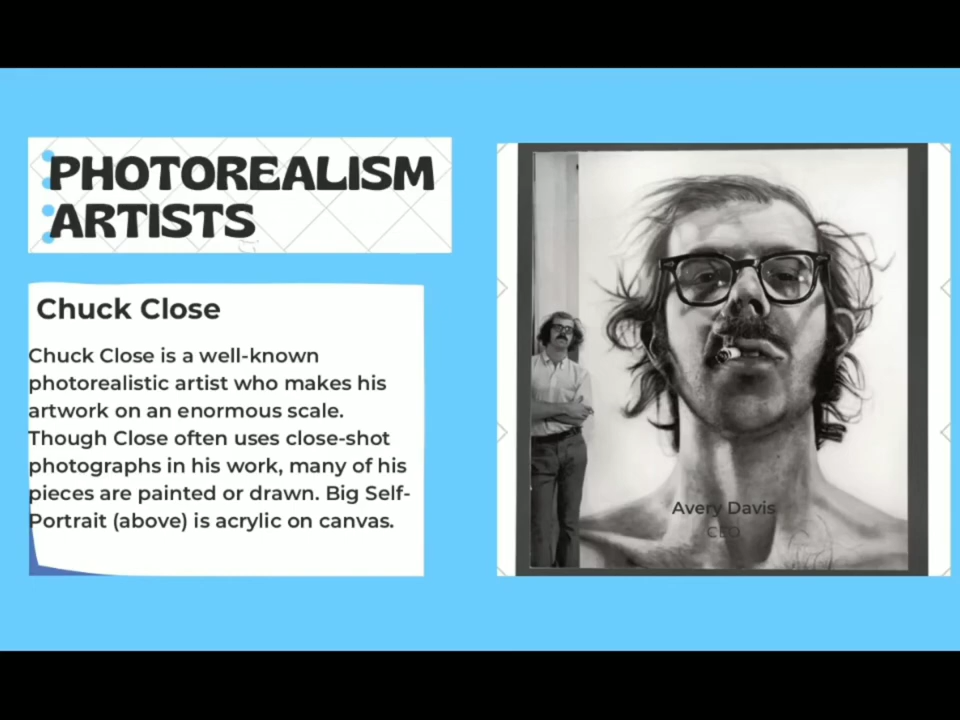 PHOTOREALISM
ARTISTS
Chuck Close
Chuck Close is a well-known
photorealistic artist who makes his
artwork on an enormous scale.
Though Close often uses close-shot
photographs in his work, many of his
pieces are painted or drawn. Big Self-
Portrait (above) is acrylic on canvas.
Avery Davis
CEO